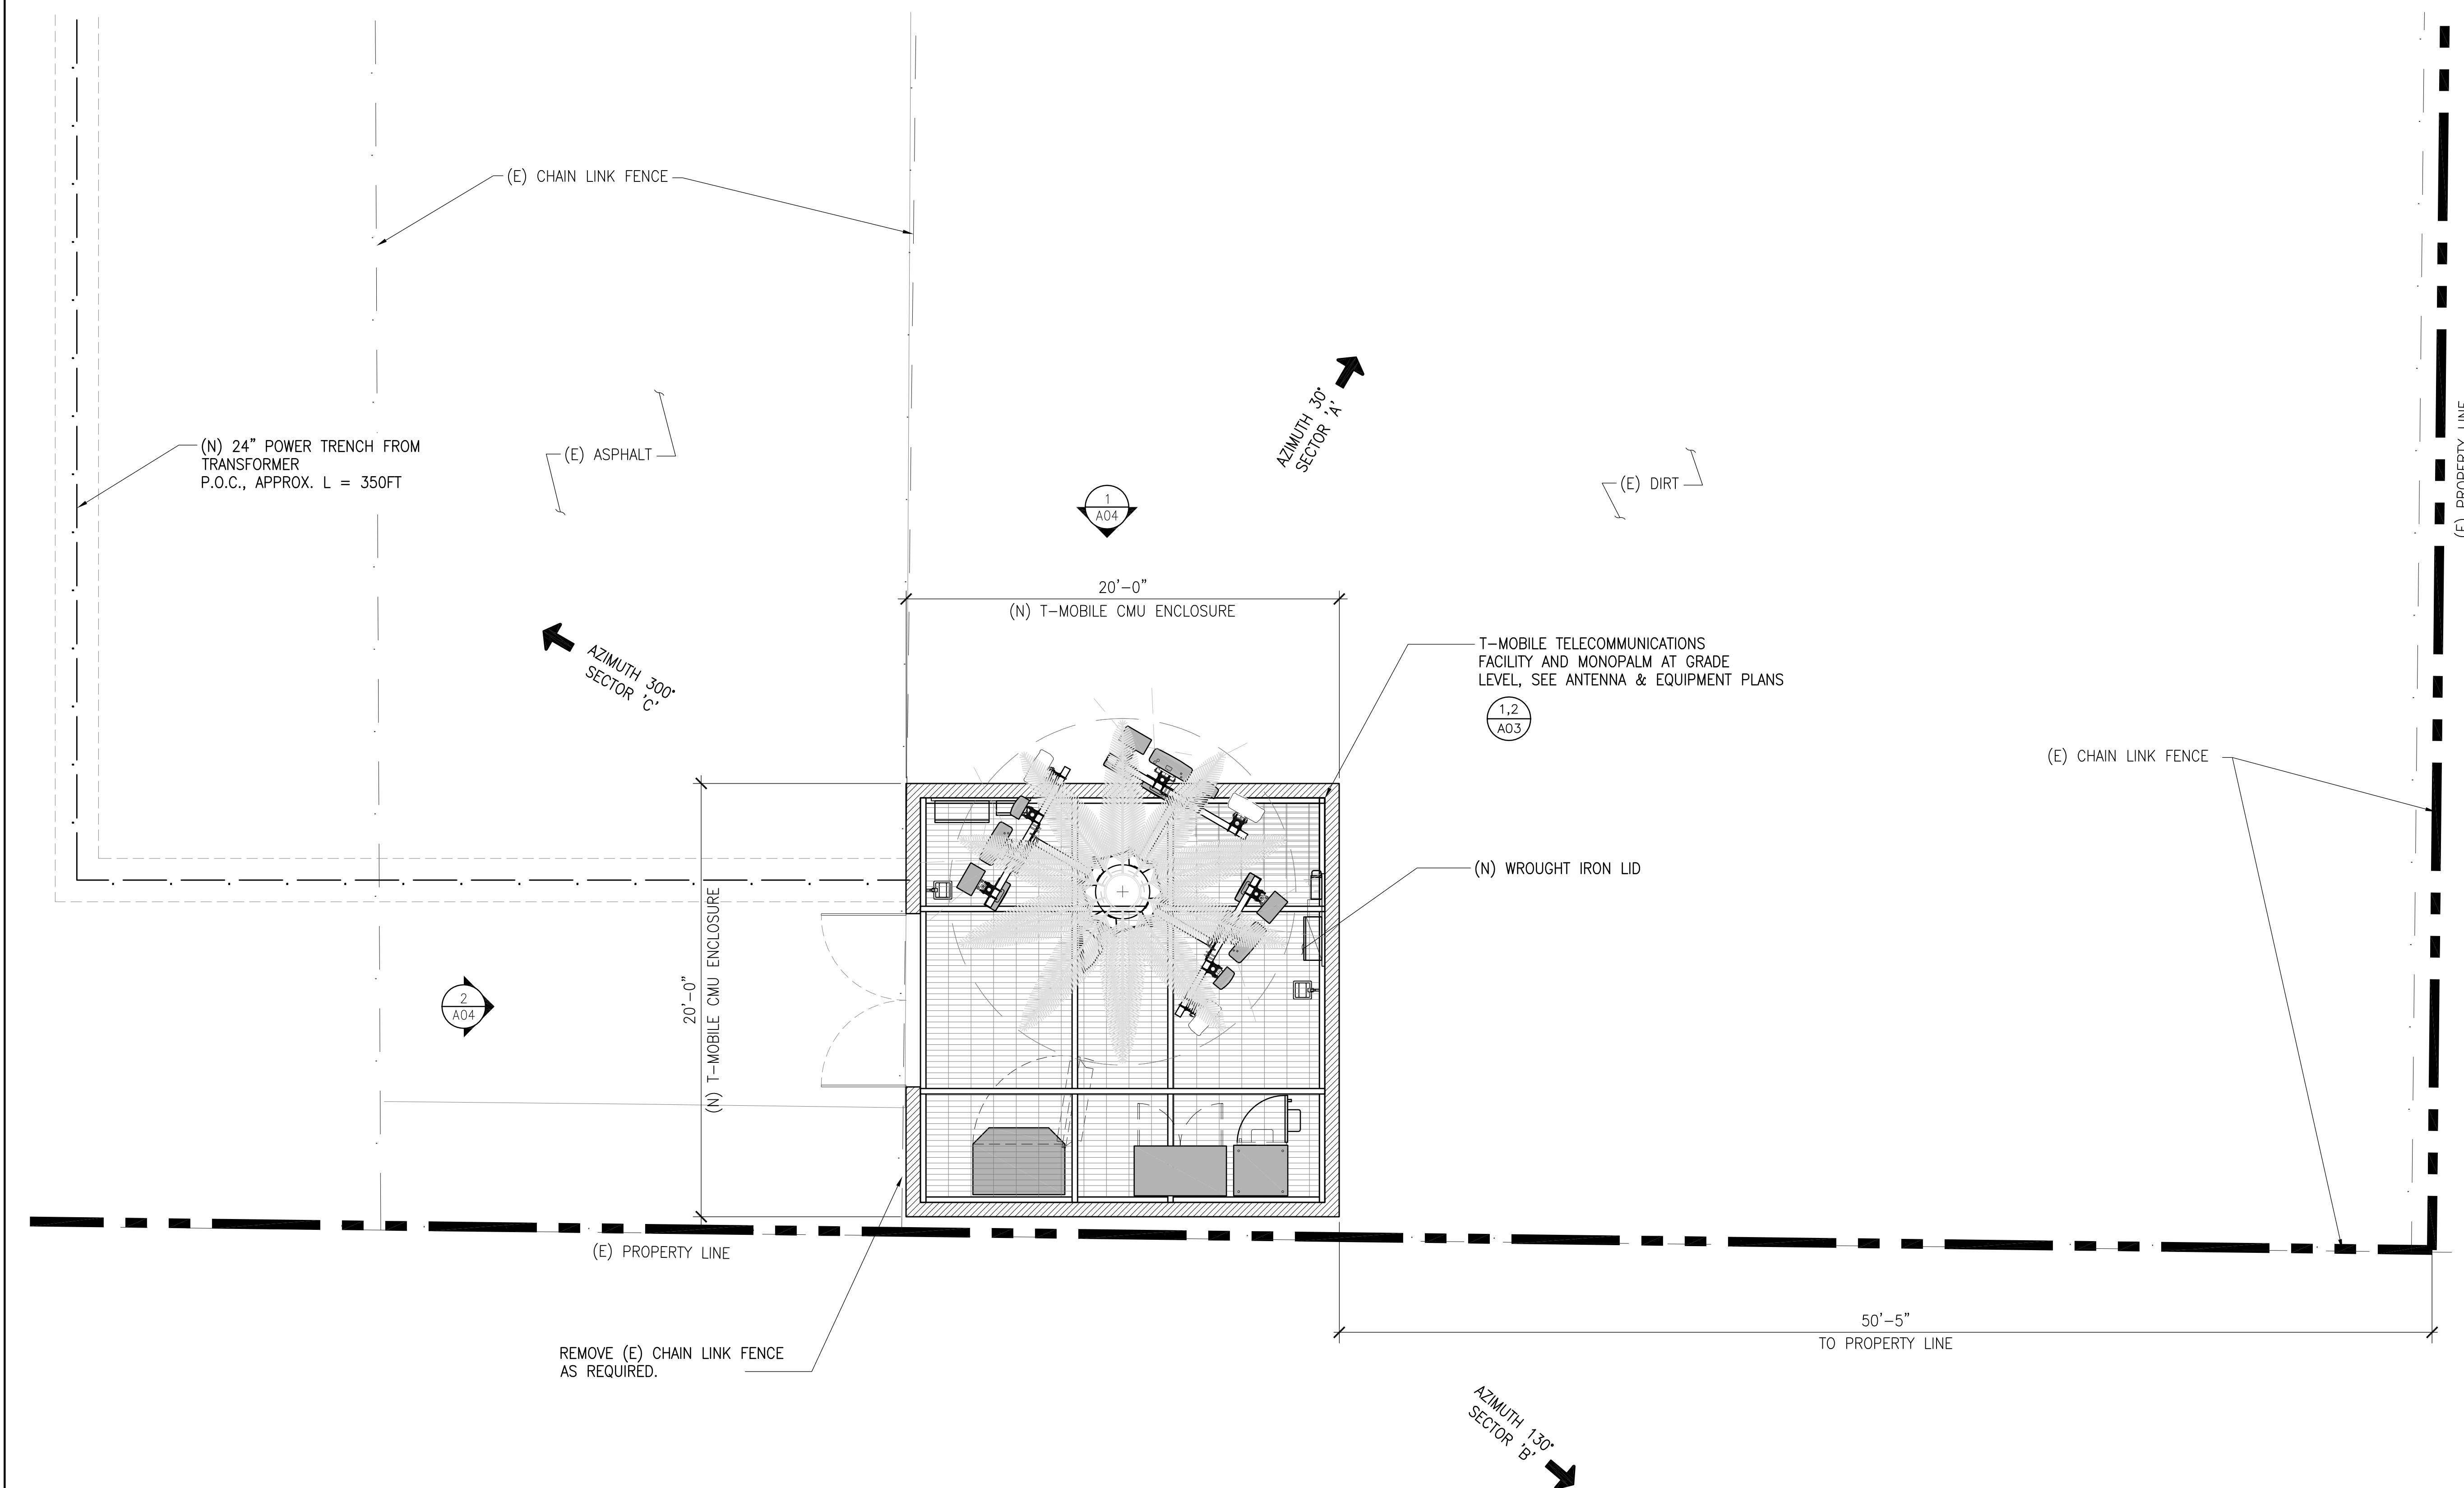 (E) CHAIN LINK FENCE
AZIMUTH 30°
SECTOR 'A'
(E) PROPERTY LINE
(N) 24" POWER TRENCH FROM
TRANSFORMER
P.O.C., APPROX. L = 350FT
(E) ASPHALT
(E) DIRT
1
A04
20'-0"
(N) T-MOBILE CMU ENCLOSURE
AZIMUTH 300°
SECTOR 'C'
T-MOBILE TELECOMMUNICATIONS
FACILITY AND MONOPALM AT GRADE
LEVEL, SEE ANTENNA & EQUIPMENT PLANS
1,2
A03
(E) CHAIN LINK FENCE
(N) WROUGHT IRON LID
20'-0"
(N) T-MOBILE CMU ENCLOSURE
2
A04
(E) PROPERTY LINE
50'-5"
TO PROPERTY LINE
REMOVE (E) CHAIN LINK FENCE
AS REQUIRED.
AZIMUTH 130°
SECTOR 'B'